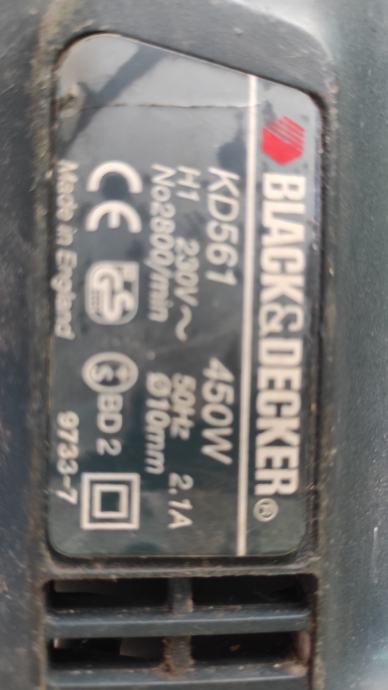 BLACK&DECKER®
KD561 450W
H1 230V~ 50Hz 2.1A
No2800/min Ø10mm
CE GS S BD 2
Made in England 9733-7